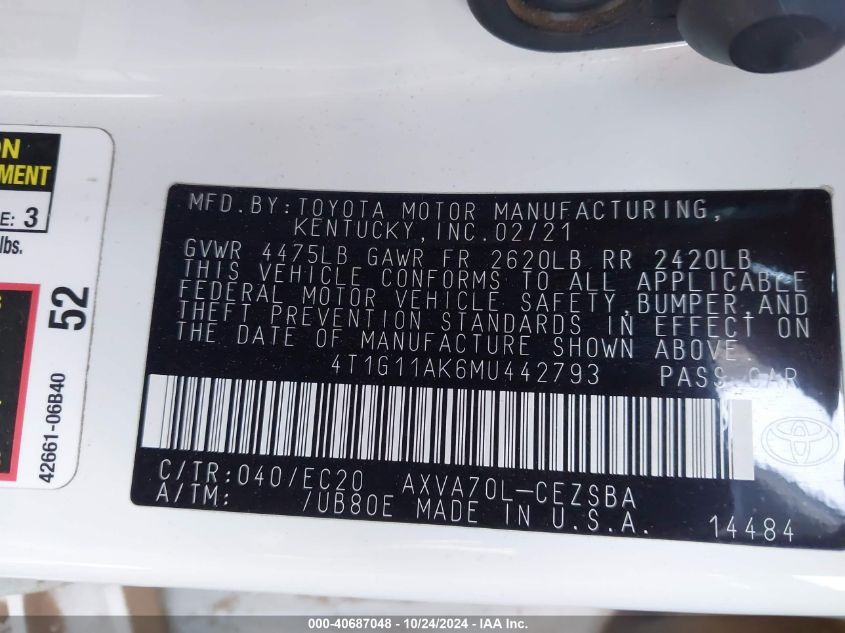 ON
EMENT
E: 3
lbs.
52
42661-06B40
MFD.BY:TOYOTA MOTOR MANUFACTURING,
KENTUCKY,INC.02/21
GVWR 4475LB GAWR FR 2620LB RR 2420LB
THIS VEHICLE CONFORMS TO ALL APPLICABLE
FEDERAL MOTOR VEHICLE SAFETY,BUMPER,AND
THEFT PREVENTION STANDARDS IN EFFECT ON
THE DATE OF MANUFACTURE SHOWN ABOVE.
4T1G11AK6MU442793 PASS.CAR
C/TR:040/EC20 AXVA70L-CEZSBA
A/TM: /UB80E MADE IN U.S.A. 14484
000-40687048 - 10/24/2024 - IAA Inc.